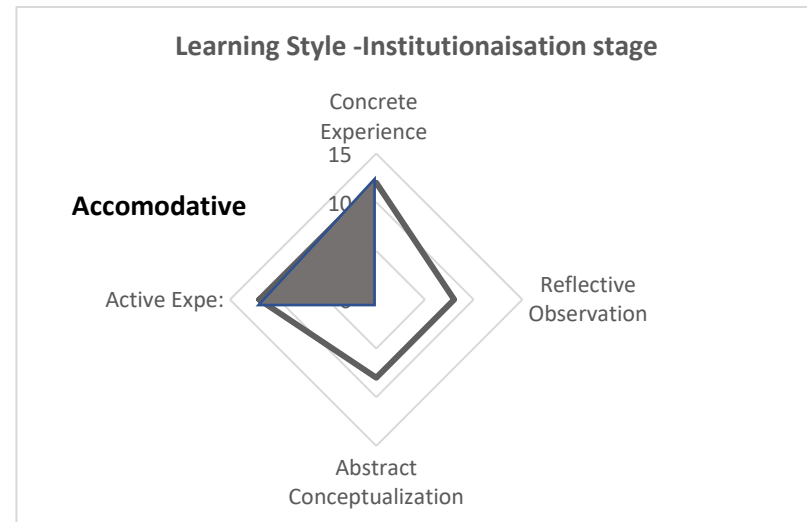 Learning Style -Institutionaisation stage
Concrete
Experience
15
Accomodative
10
Active Expe:
Reflective
Observation
Abstract
Conceptualization